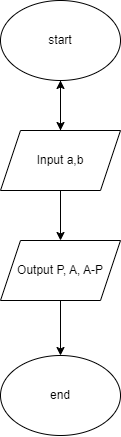 start
Input a,b
Output P, A, A-P
end